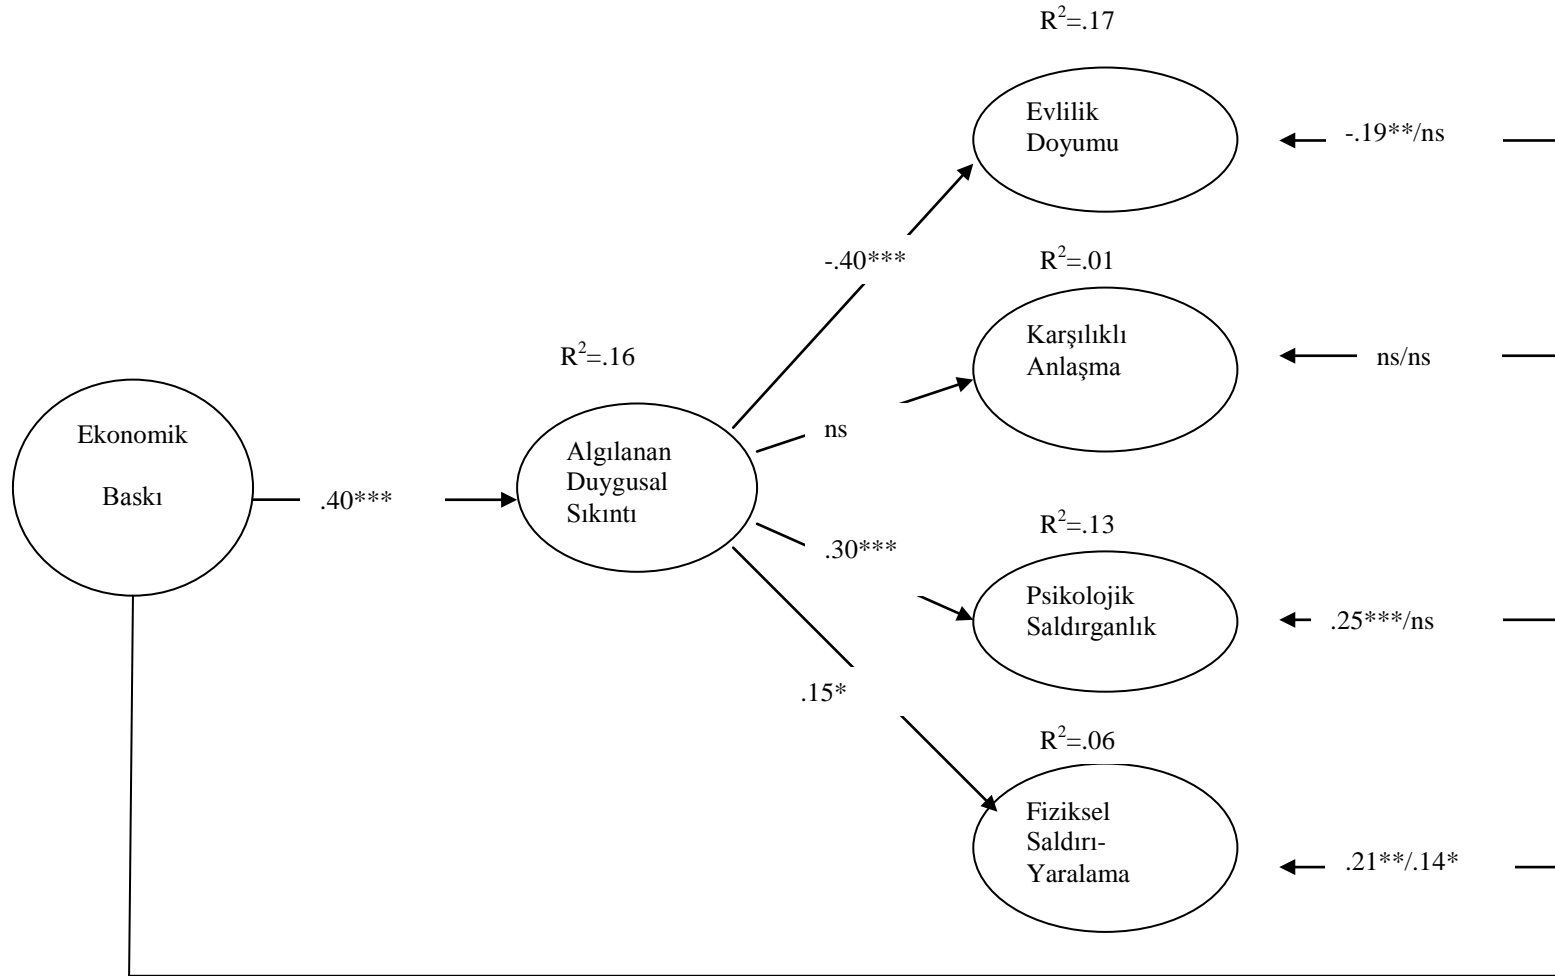 R²=.17
Evlilik
Doyumu
-.19**/ns
-.40***
R²=.01
Karşılıklı
Anlaşma
ns/ns
R²=.16
Ekonomik
Baskı
.40***
Algılanan
Duygusal
Sıkıntı
ns
R²=.13
.30***
Psikolojik
Saldırganlık
.25***/ns
.15*
R²=.06
Fiziksel
Saldırı-
Yaralama
.21**/.14*